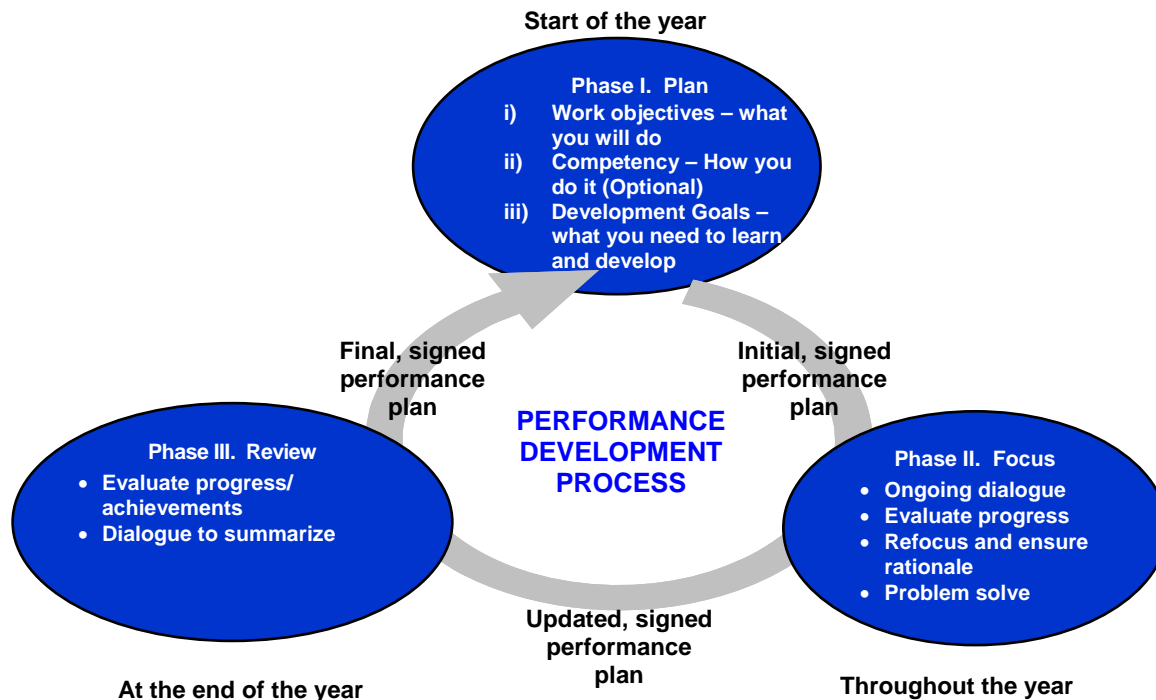 Start of the year
Phase I. Plan
i) Work objectives – what
you will do
ii) Competency – How you
do it (Optional)
iii) Development Goals –
what you need to learn
and develop
Final, signed
performance
plan
Initial, signed
performance
plan
PERFORMANCE
DEVELOPMENT
PROCESS
Phase III. Review
• Evaluate progress/
achievements
• Dialogue to summarize
Phase II. Focus
• Ongoing dialogue
• Evaluate progress
• Refocus and ensure
rationale
• Problem solve
Updated, signed
performance
plan
At the end of the year
Throughout the year